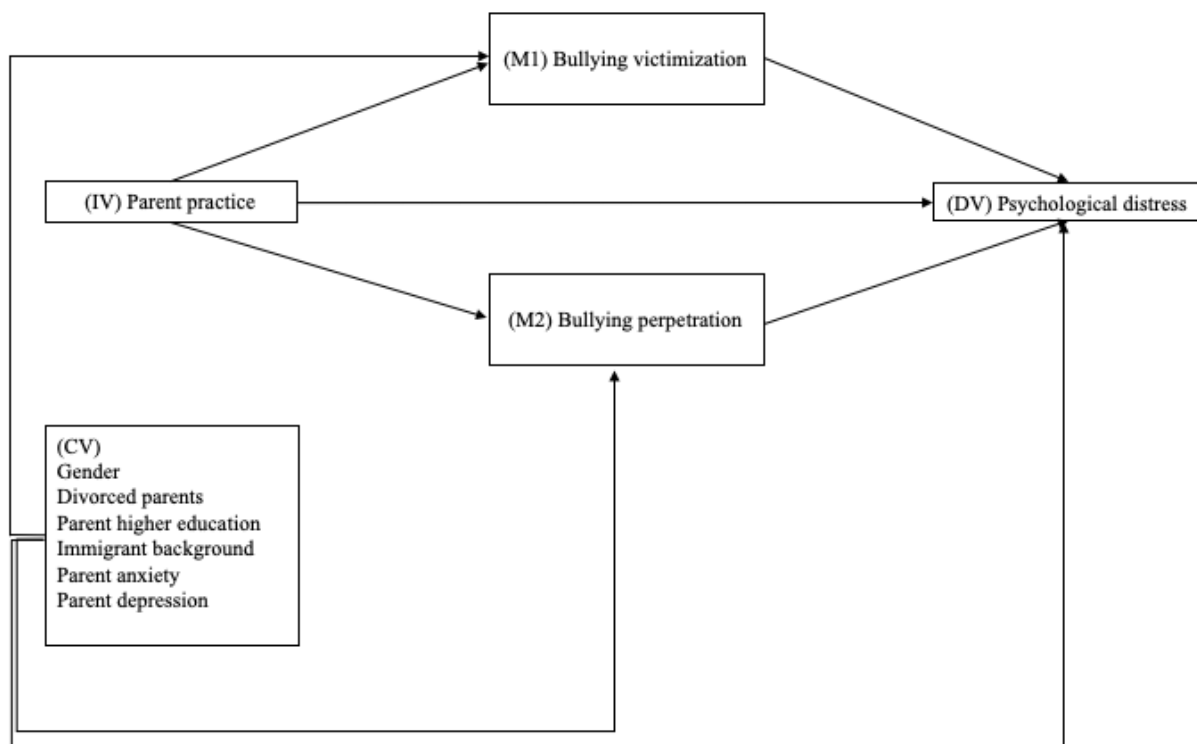 (M1) Bullying victimization
(IV) Parent practice
(DV) Psychological distress
(M2) Bullying perpetration
(CV)
Gender
Divorced parents
Parent higher education
Immigrant background
Parent anxiety
Parent depression